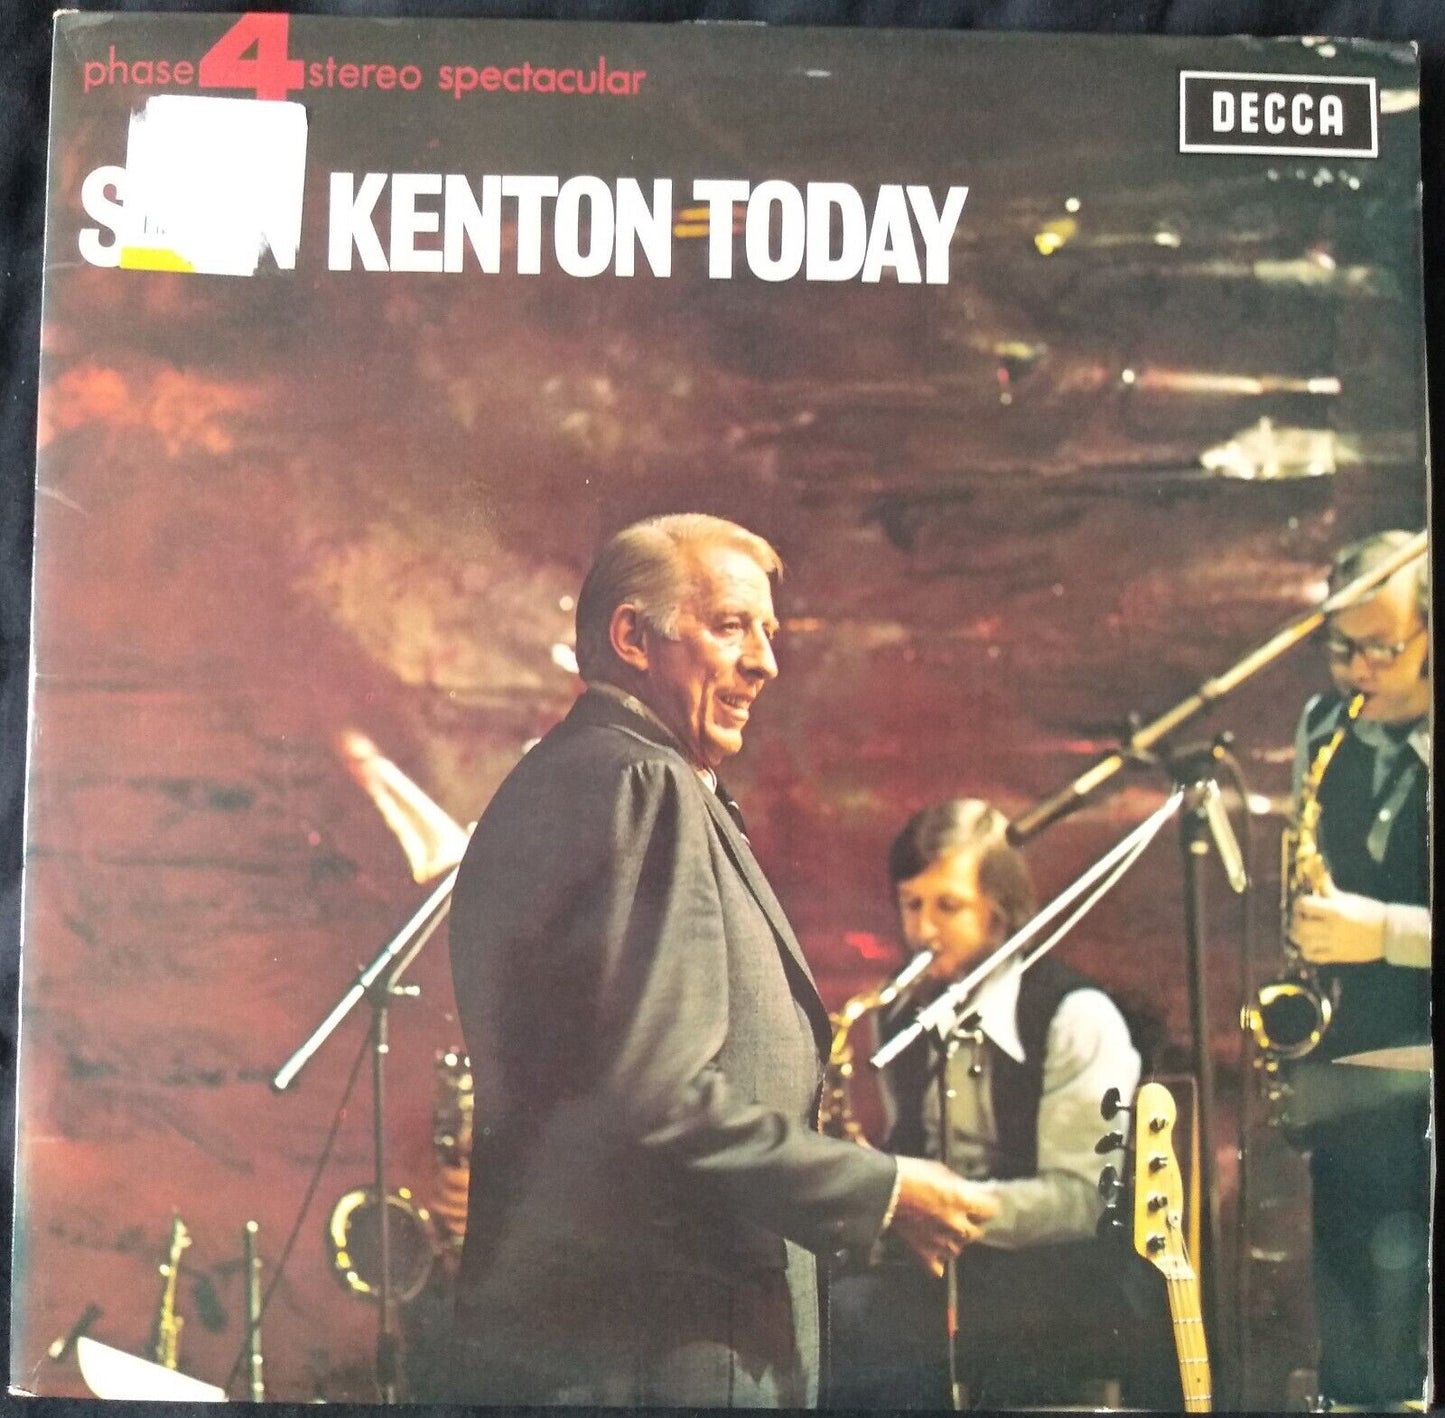 phase 4 stereo spectacular
DECCA
KENTON TODAY